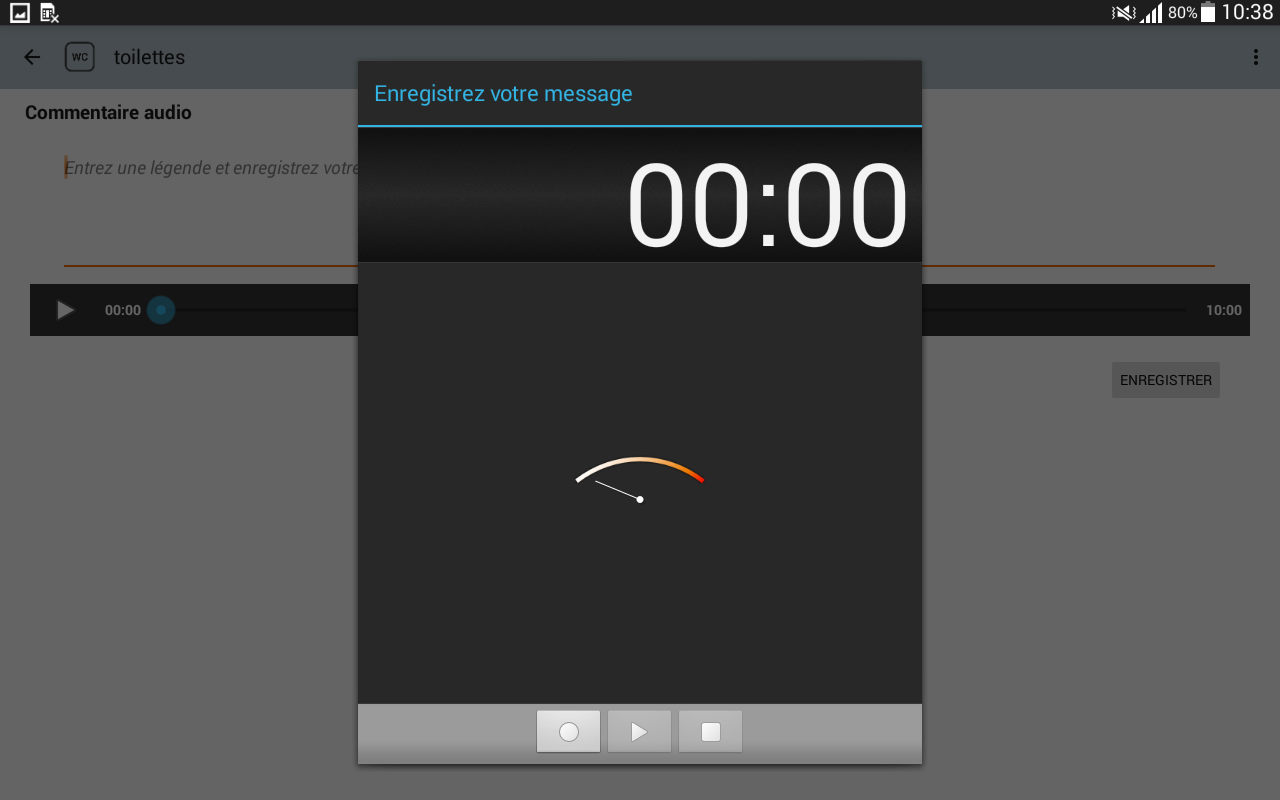 80% 10:38
WC toilettes
Enregistrez votre message
Commentaire audio
Entrez une légende et enregistrez votre
00:00
00:00
10:00
ENREGISTRER